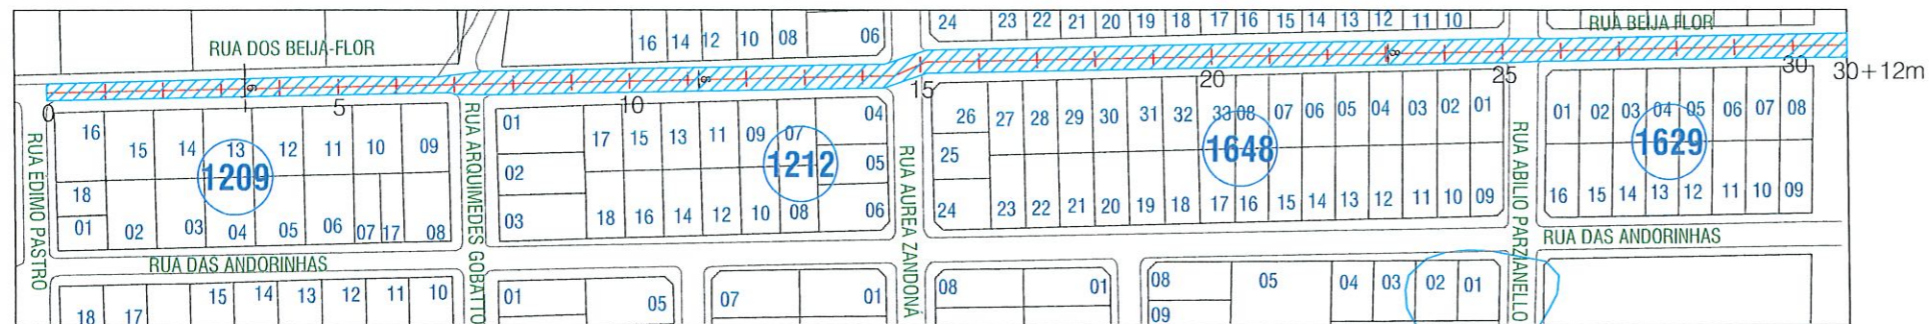 24 23 22 21 20 19 18 17 16 15 14 13 12 11 10
RUA BEIJA FLOR
16 14 12 10 08 06
RUA DOS BEIJA-FLOR
0 5 10 15 20 25 30 30+12m
16 15 14 13 12 11 10 09
01 17 15 13 11 09 07 04
26 27 28 29 30 31 32 33 08 07 06 05 04 03 02 01
01 02 03 04 05 06 07 08
1209
1212
1648
1629
02 05
25
18
01 02 03 04 05 06 07 17 08
03 18 16 14 12 10 08 06
24 23 22 21 20 19 18 17 16 15 14 13 12 11 10 09
16 15 14 13 12 11 10 09
RUA EDIMO PASTRO
RUA ARQUIMEDES GOBATTO
RUA AUREA ZANDONÁ
RUA ABILIO PARZIANELLO
RUA DAS ANDORINHAS
RUA DAS ANDORINHAS
18 17 15 14 13 12 11 10
01 05
07 01
08 01
08 05 04 03 02 01
09